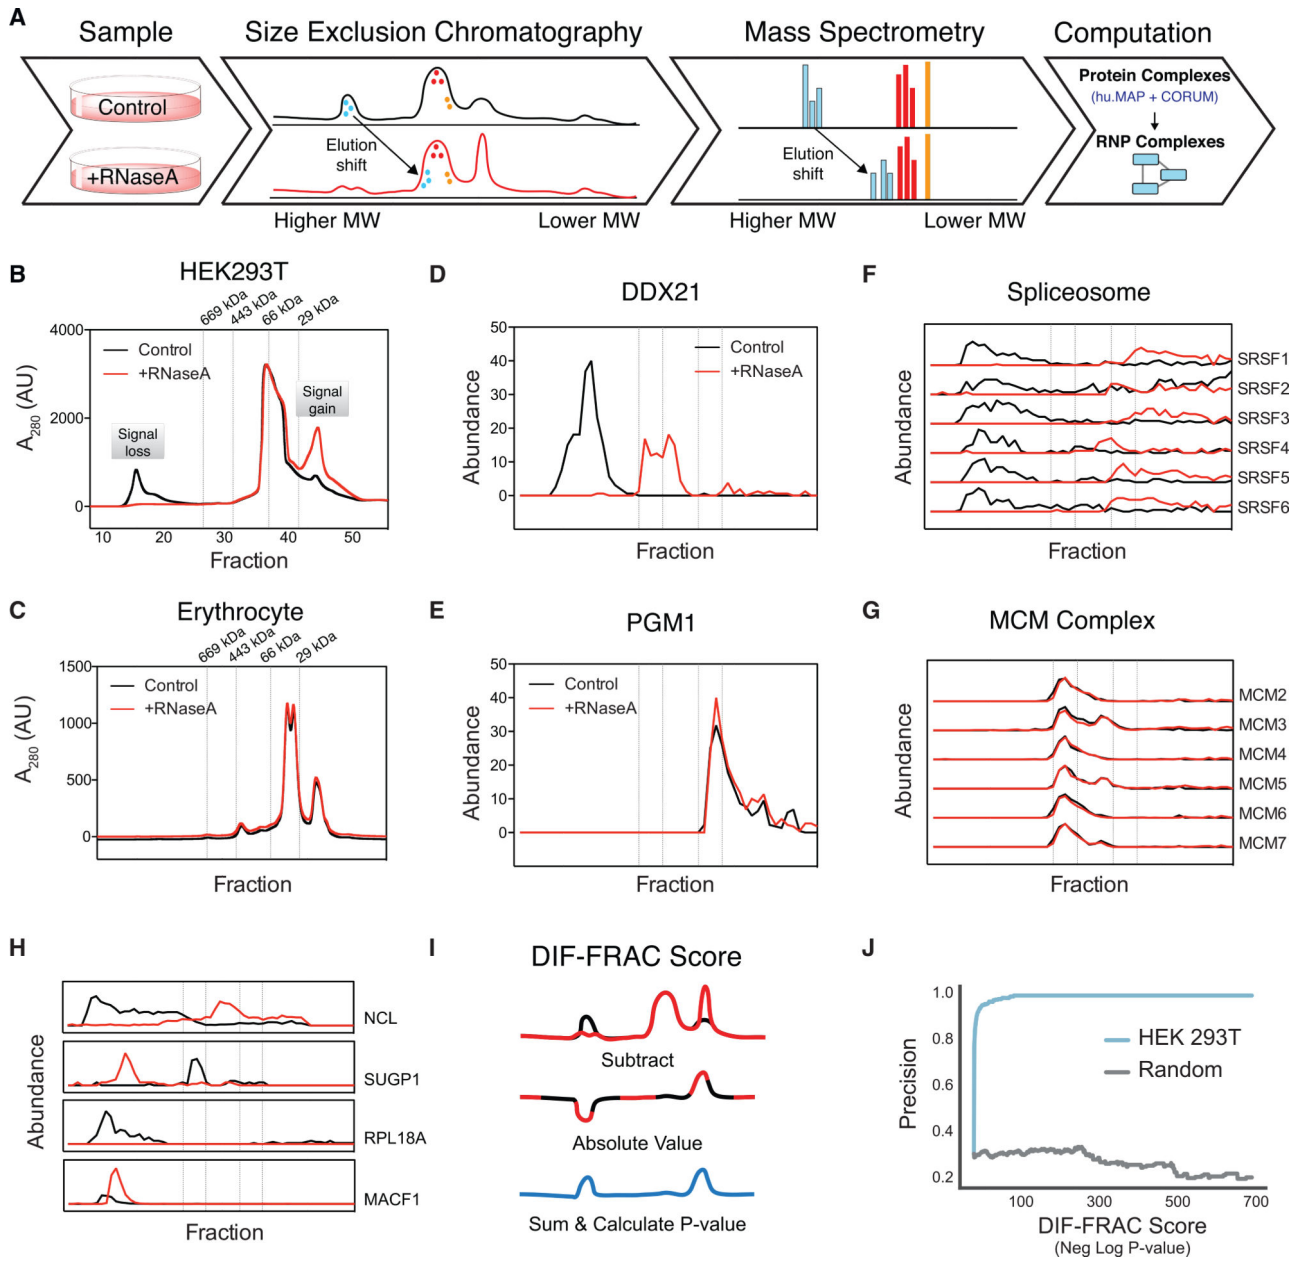 A
Sample
Size Exclusion Chromatography
Mass Spectrometry
Computation
Control
+RNaseA
Elution
shift
Higher MW
Lower MW
Elution
shift
Higher MW
Lower MW
Protein Complexes
(hu.MAP + CORUM)
RNP Complexes
B
HEK293T
669 kDa
443 kDa
66 kDa
29 kDa
4000
2000
0
A280 (AU)
Control
+RNaseA
Signal
loss
Signal
gain
10
20
30
40
50
Fraction
C
Erythrocyte
669 kDa
443 kDa
66 kDa
29 kDa
1500
1000
500
0
A280 (AU)
Control
+RNaseA
Fraction
D
DDX21
50
40
30
20
10
0
Abundance
Control
+RNaseA
Fraction
E
PGM1
50
40
30
20
10
0
Abundance
Control
+RNaseA
Fraction
F
Spliceosome
Abundance
SRSF1
SRSF2
SRSF3
SRSF4
SRSF5
SRSF6
Fraction
G
MCM Complex
Abundance
MCM2
MCM3
MCM4
MCM5
MCM6
MCM7
Fraction
H
Abundance
NCL
SUGP1
RPL18A
MACF1
Fraction
I
DIF-FRAC Score
Subtract
Absolute Value
Sum & Calculate P-value
J
1.0
0.8
0.6
0.4
0.2
Precision
HEK 293T
Random
100
300
500
700
DIF-FRAC Score
(Neg Log P-value)